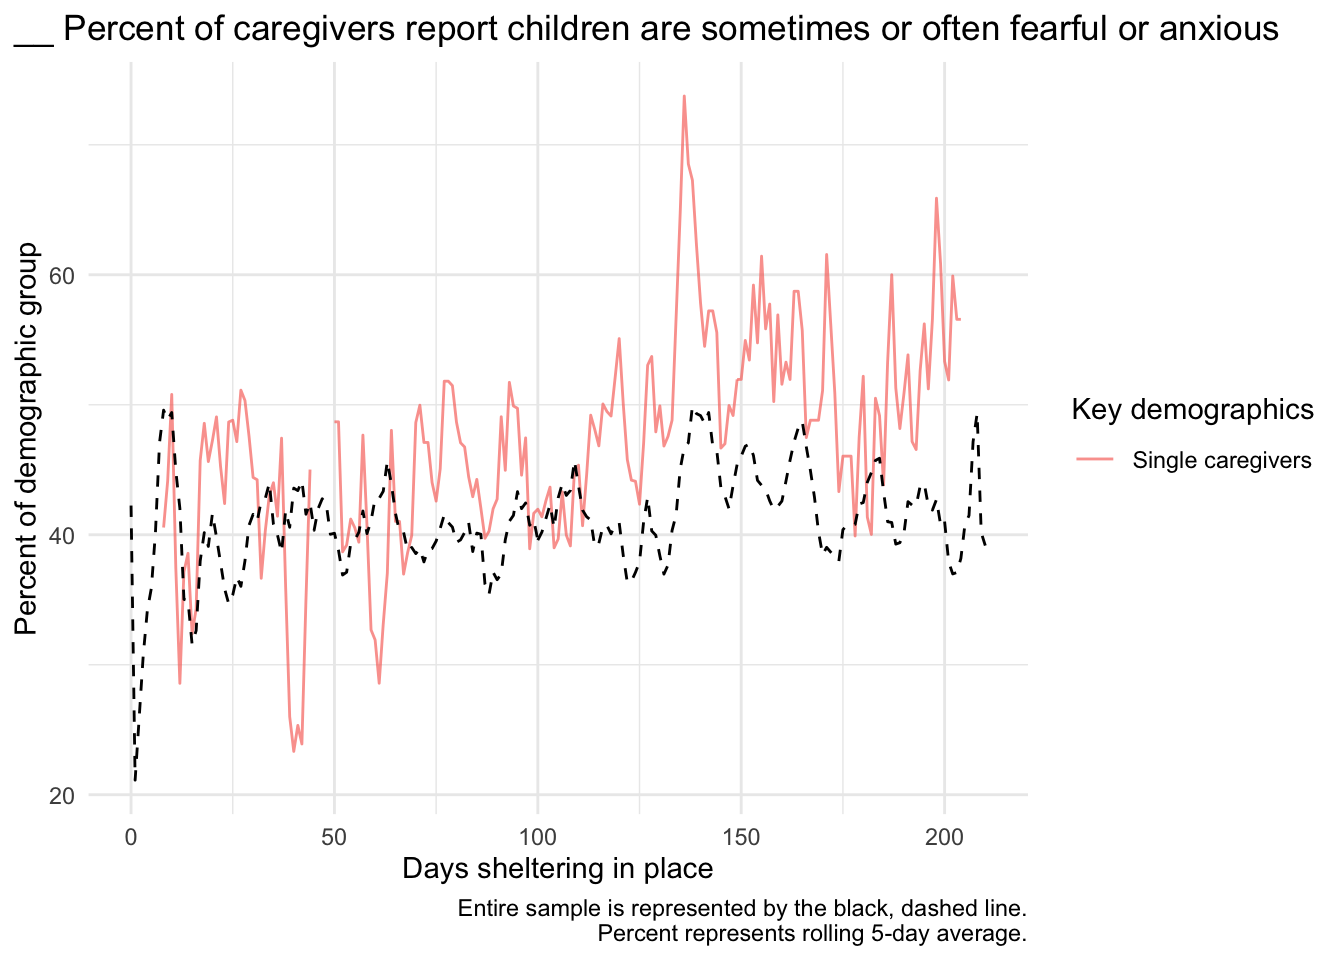 __ Percent of caregivers report children are sometimes or often fearful or anxious
Percent of demographic group
60
40
20
0 50 100 150 200
Days sheltering in place
Key demographics
Single caregivers
Entire sample is represented by the black, dashed line.
Percent represents rolling 5-day average.